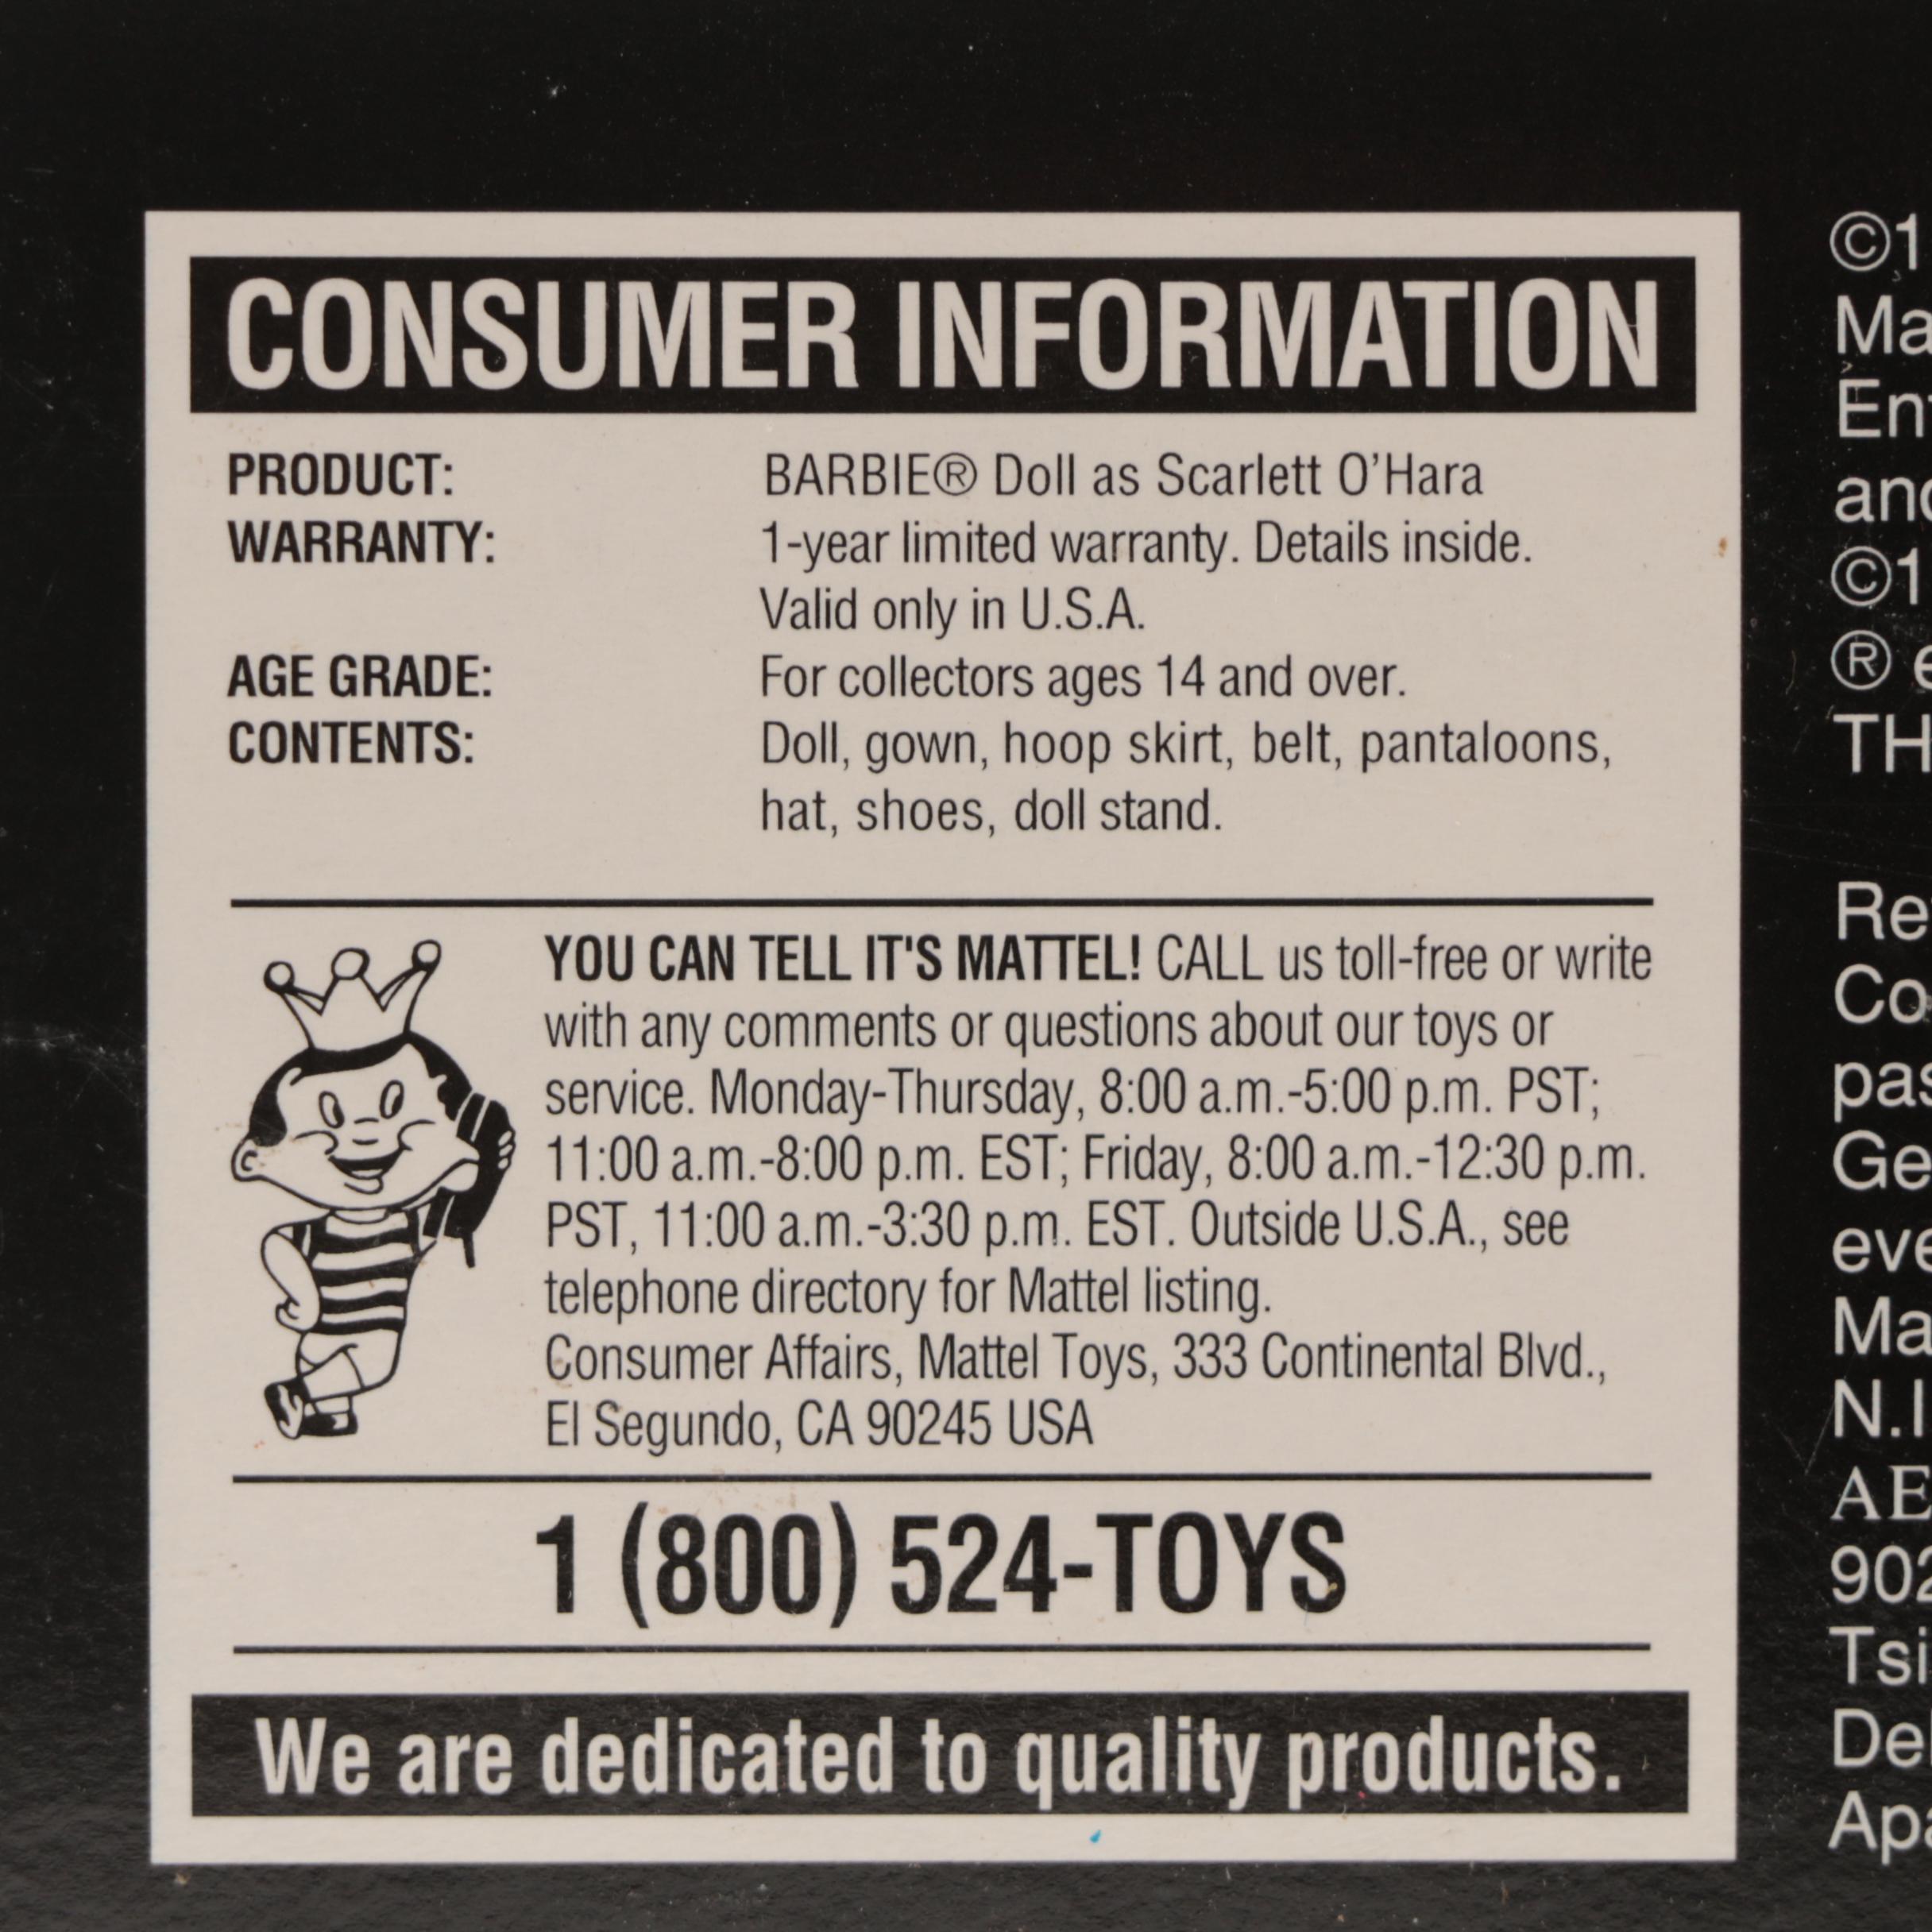 CONSUMER INFORMATION
PRODUCT: BARBIE® Doll as Scarlett O'Hara
WARRANTY: 1-year limited warranty. Details inside.
Valid only in U.S.A.
AGE GRADE: For collectors ages 14 and over.
CONTENTS: Doll, gown, hoop skirt, belt, pantaloons,
hat, shoes, doll stand.
YOU CAN TELL IT'S MATTEL! CALL us toll-free or write
with any comments or questions about our toys or
service. Monday-Thursday, 8:00 a.m.-5:00 p.m. PST;
11:00 a.m.-8:00 p.m. EST; Friday, 8:00 a.m.-12:30 p.m.
PST, 11:00 a.m.-3:30 p.m. EST. Outside U.S.A., see
telephone directory for Mattel listing.
Consumer Affairs, Mattel Toys, 333 Continental Blvd.,
El Segundo, CA 90245 USA
1 (800) 524-TOYS
We are dedicated to quality products.